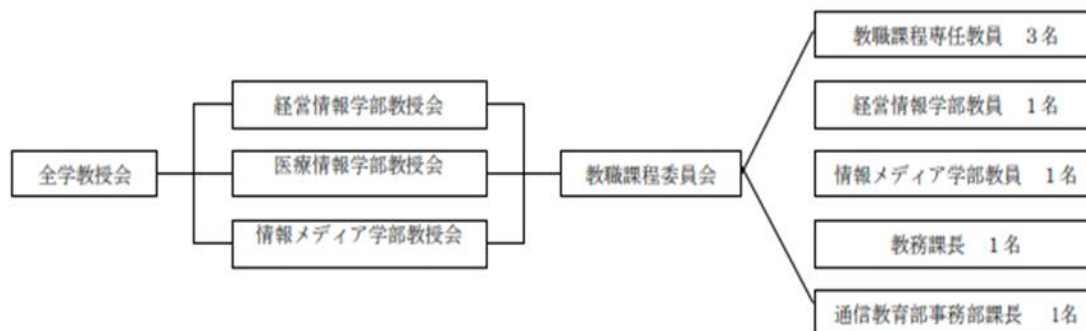 全学教授会
経営情報学部教授会
医療情報学部教授会
情報メディア学部教授会
教職課程委員会
教職課程専任教員　3名
経営情報学部教員　1名
情報メディア学部教員　1名
教務課長　1名
通信教育部事務部課長　1名